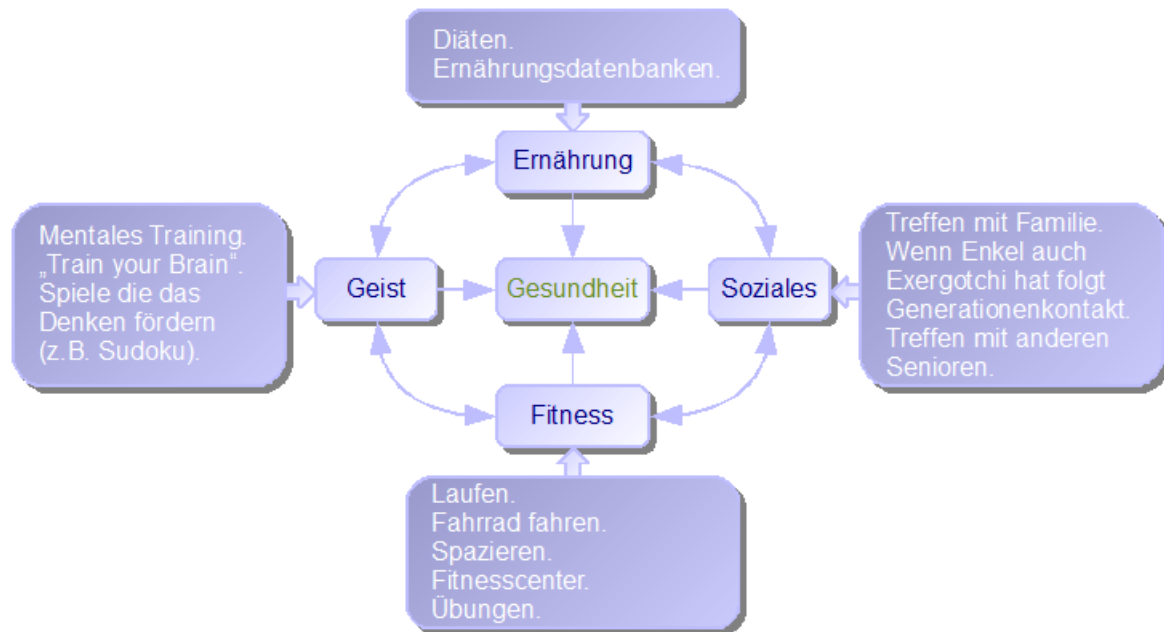 Diäten.
Ernährungsdatenbanken.
Ernährung
Mentales Training.
„Train your Brain“.
Spiele die das
Denken fördern
(z.B. Sudoku).
Geist
Gesundheit
Soziales
Treffen mit Familie.
Wenn Enkel auch
Exergotchi hat folgt
Generationenkontakt.
Treffen mit anderen
Senioren.
Fitness
Laufen.
Fahrrad fahren.
Spazieren.
Fitnesscenter.
Übungen.